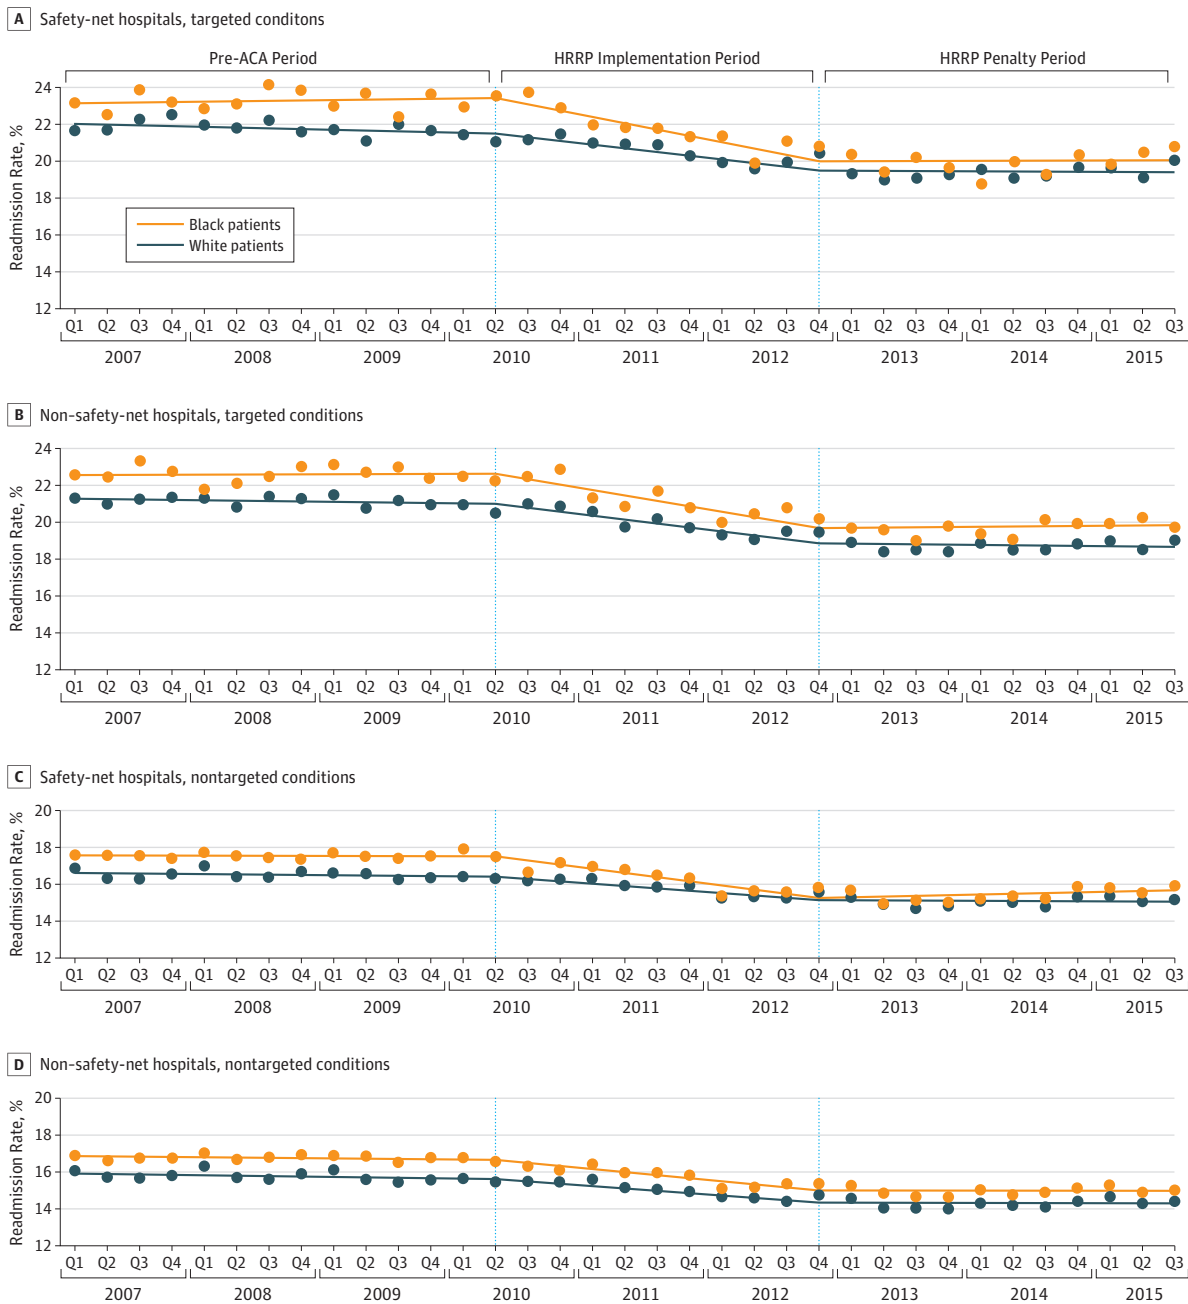 A Safety-net hospitals, targeted conditons
Pre-ACA Period HRRP Implementation Period HRRP Penalty Period
Readmission Rate, %
24
22
20
18
16
14
12
Black patients
White patients
Q1 Q2 Q3 Q4 Q1 Q2 Q3 Q4 Q1 Q2 Q3 Q4 Q1 Q2 Q3 Q4 Q1 Q2 Q3 Q4 Q1 Q2 Q3 Q4 Q1 Q2 Q3 Q4 Q1 Q2 Q3 Q4 Q1 Q2 Q3
2007 2008 2009 2010 2011 2012 2013 2014 2015
B Non-safety-net hospitals, targeted conditions
Readmission Rate, %
24
22
20
18
16
14
12
Q1 Q2 Q3 Q4 Q1 Q2 Q3 Q4 Q1 Q2 Q3 Q4 Q1 Q2 Q3 Q4 Q1 Q2 Q3 Q4 Q1 Q2 Q3 Q4 Q1 Q2 Q3 Q4 Q1 Q2 Q3 Q4 Q1 Q2 Q3
2007 2008 2009 2010 2011 2012 2013 2014 2015
C Safety-net hospitals, nontargeted conditions
Readmission Rate, %
20
18
16
14
12
Q1 Q2 Q3 Q4 Q1 Q2 Q3 Q4 Q1 Q2 Q3 Q4 Q1 Q2 Q3 Q4 Q1 Q2 Q3 Q4 Q1 Q2 Q3 Q4 Q1 Q2 Q3 Q4 Q1 Q2 Q3 Q4 Q1 Q2 Q3
2007 2008 2009 2010 2011 2012 2013 2014 2015
D Non-safety-net hospitals, nontargeted conditions
Readmission Rate, %
20
18
16
14
12
Q1 Q2 Q3 Q4 Q1 Q2 Q3 Q4 Q1 Q2 Q3 Q4 Q1 Q2 Q3 Q4 Q1 Q2 Q3 Q4 Q1 Q2 Q3 Q4 Q1 Q2 Q3 Q4 Q1 Q2 Q3 Q4 Q1 Q2 Q3
2007 2008 2009 2010 2011 2012 2013 2014 2015